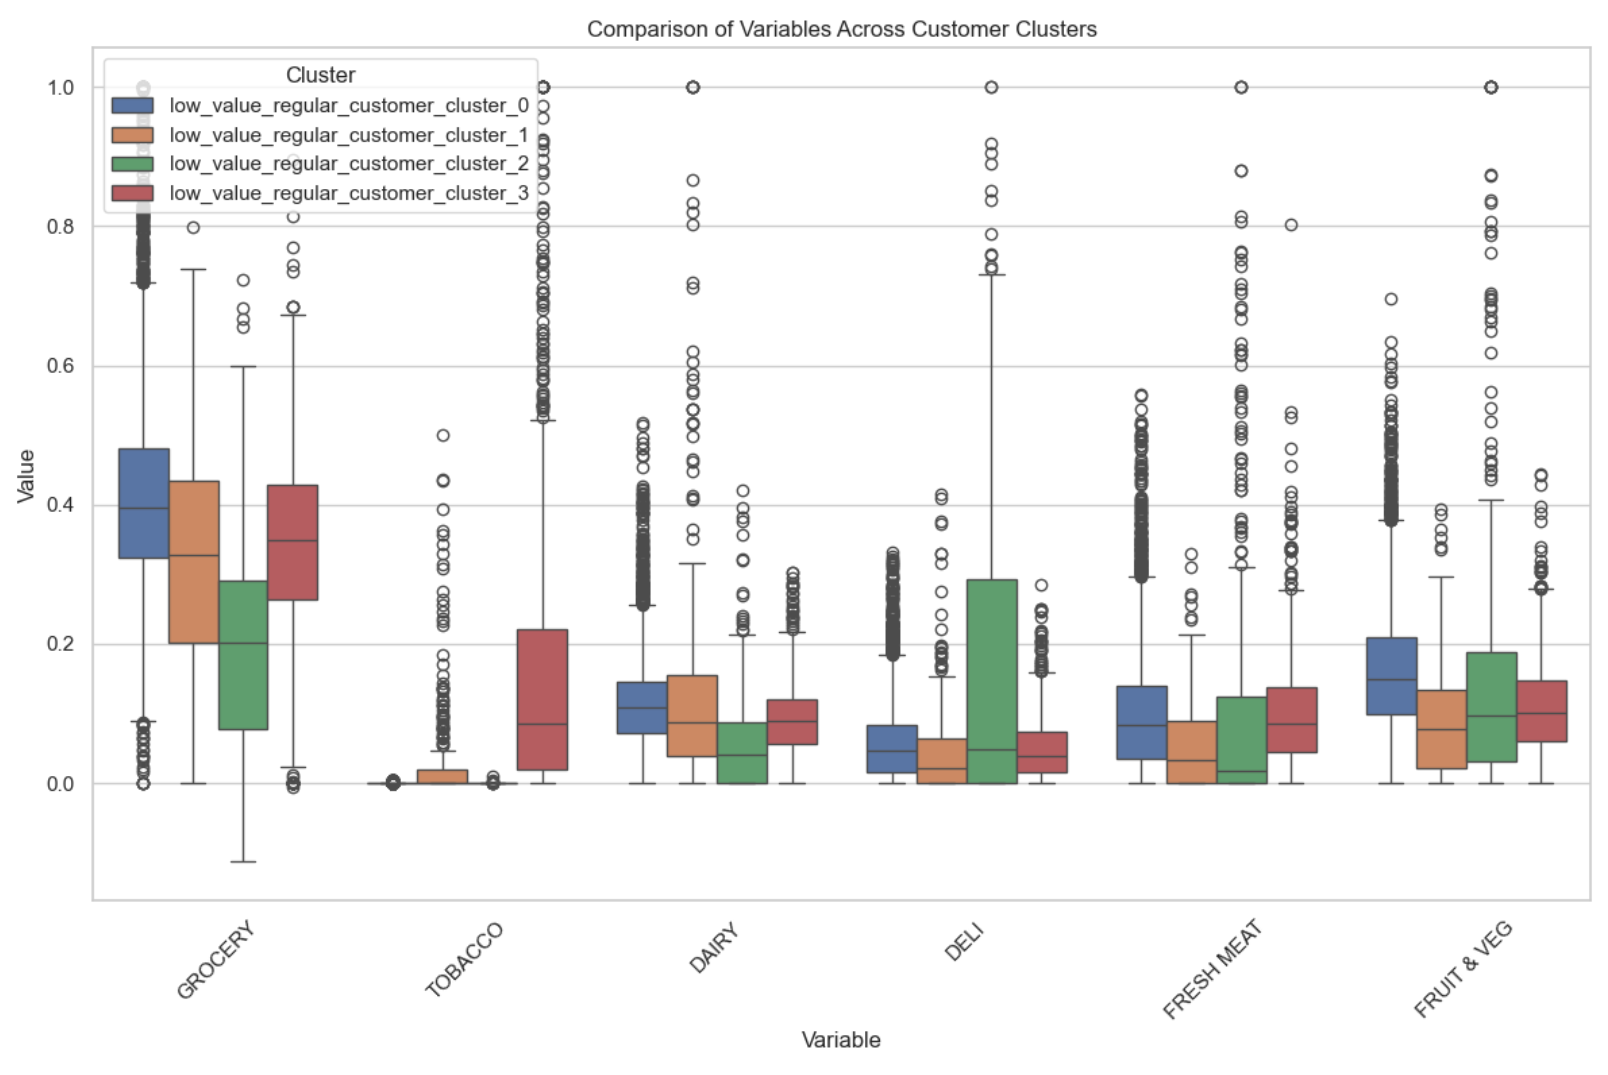 Comparison of Variables Across Customer Clusters
Cluster
low_value_regular_customer_cluster_0
low_value_regular_customer_cluster_1
low_value_regular_customer_cluster_2
low_value_regular_customer_cluster_3
Value
1.0
0.8
0.6
0.4
0.2
0.0
GROCERY
TOBACCO
DAIRY
DELI
FRESH MEAT
FRUIT & VEG
Variable